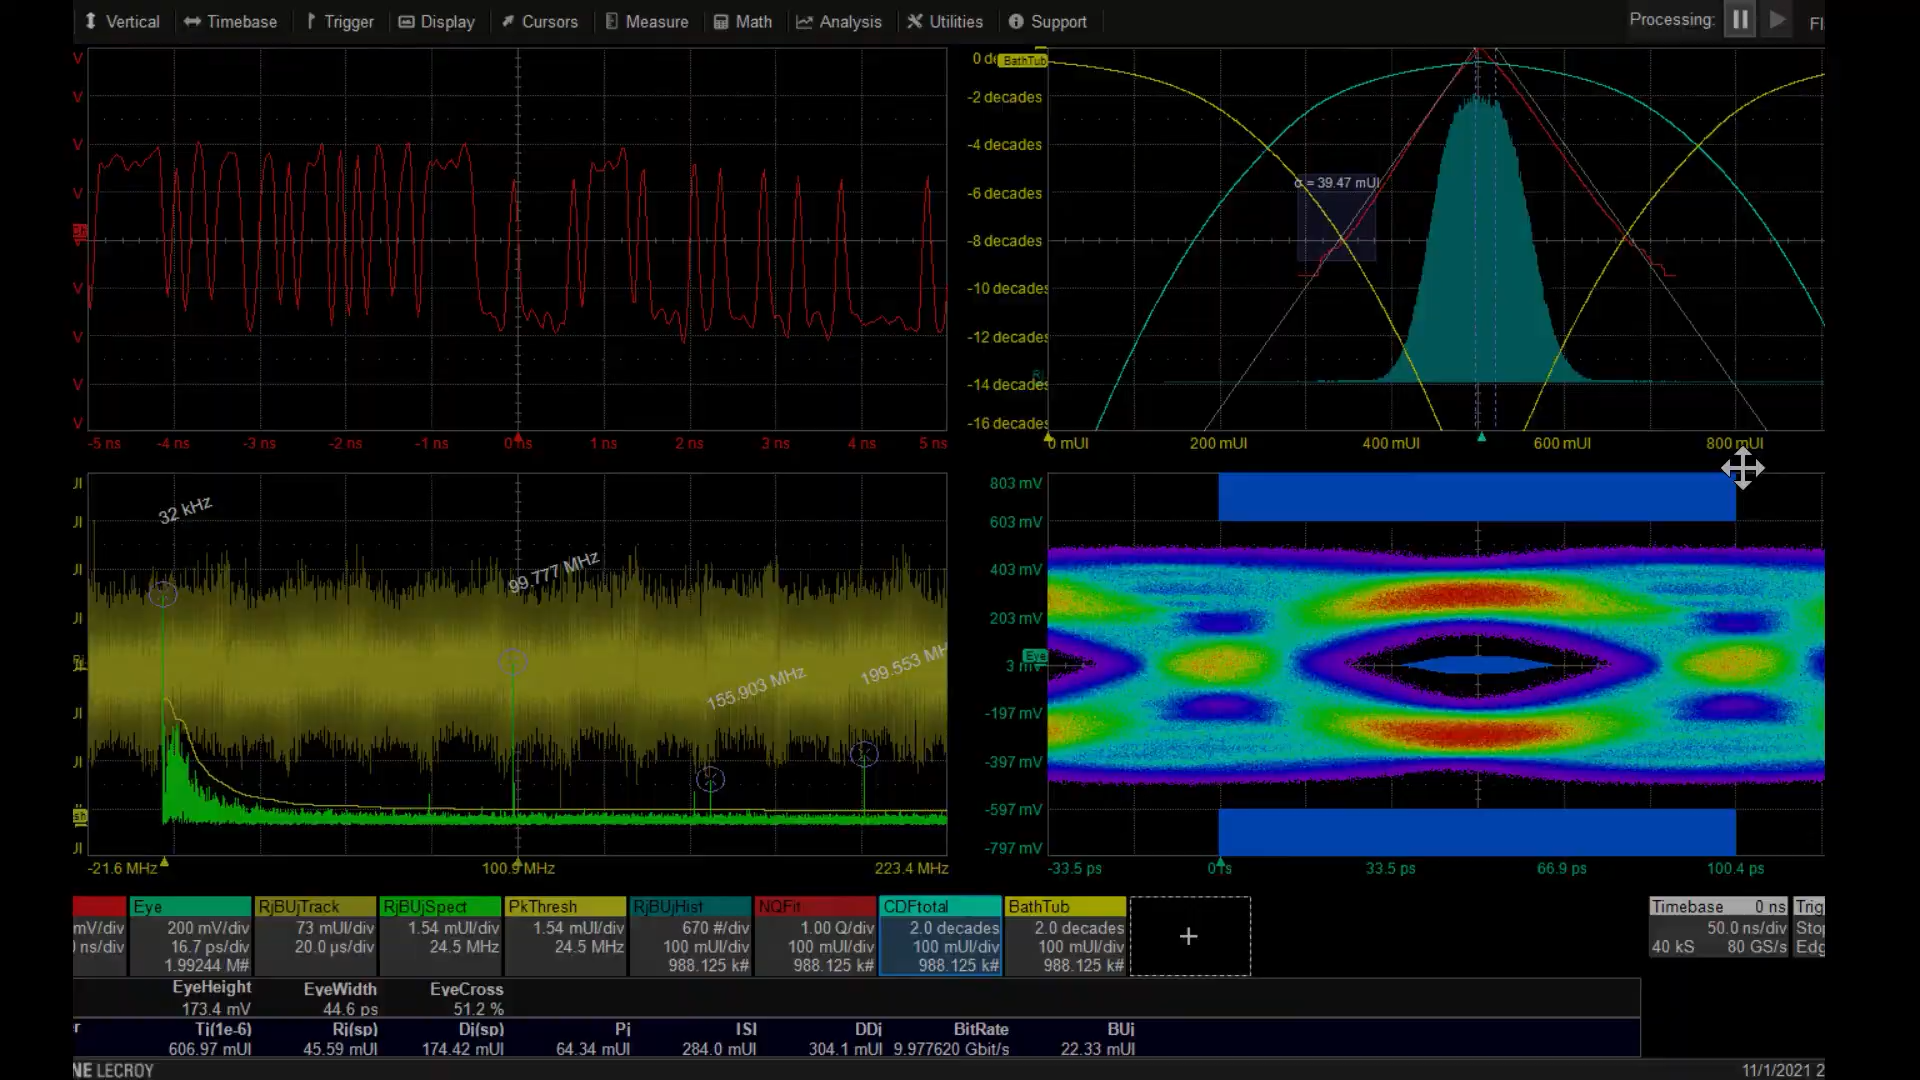 Vertical Timebase Trigger Display Cursors Measure Math Analysis Utilities Support Processing:
V
V
V
V
V
V
V
V
-5 ns -4 ns -3 ns -2 ns -1 ns 0 ns 1 ns 2 ns 3 ns 4 ns 5 ns
BathTub
-2 decades
-4 decades
-6 decades
-8 decades
-10 decades
-12 decades
-14 decades
-16 decades
σ = 39.47 mUI
0 mUI 200 mUI 400 mUI 600 mUI 800 mUI
32 kHz
99.777 MHz
155.903 MHz
199.553 MH
-21.6 MHz 100.9 MHz 223.4 MHz
803 mV
603 mV
403 mV
203 mV
Eye
3 mV
-197 mV
-397 mV
-597 mV
-797 mV
-33.5 ps 0 s 33.5 ps 66.9 ps 100.4 ps
mV/div
ns/div
Eye
200 mV/div
16.7 ps/div
1.99244 M#
RjBUjTrack
73 mUI/div
20.0 µs/div
RjBUjSpect
1.54 mUI/div
24.5 MHz
PkThresh
1.54 mUI/div
24.5 MHz
RjBUjHist
670 #/div
100 mUI/div
988.125 k#
NQFit
1.00 Q/div
100 mUI/div
988.125 k#
CDFtotal
2.0 decades
100 mUI/div
988.125 k#
BathTub
2.0 decades
100 mUI/div
988.125 k#
+
Timebase 0 ns
50.0 ns/div
40 kS 80 GS/s
Trig
Stop
Edg
EyeHeight EyeWidth EyeCross
173.4 mV 44.6 ps 51.2 %
Tj(1e-6) Rj(sp) Dj(sp) Pj ISI DDj BitRate BUj
606.97 mUI 45.59 mUI 174.42 mUI 64.34 mUI 284.0 mUI 304.1 mUI 9.977620 Gbit/s 22.33 mUI
NE LECROY
11/1/2021 2